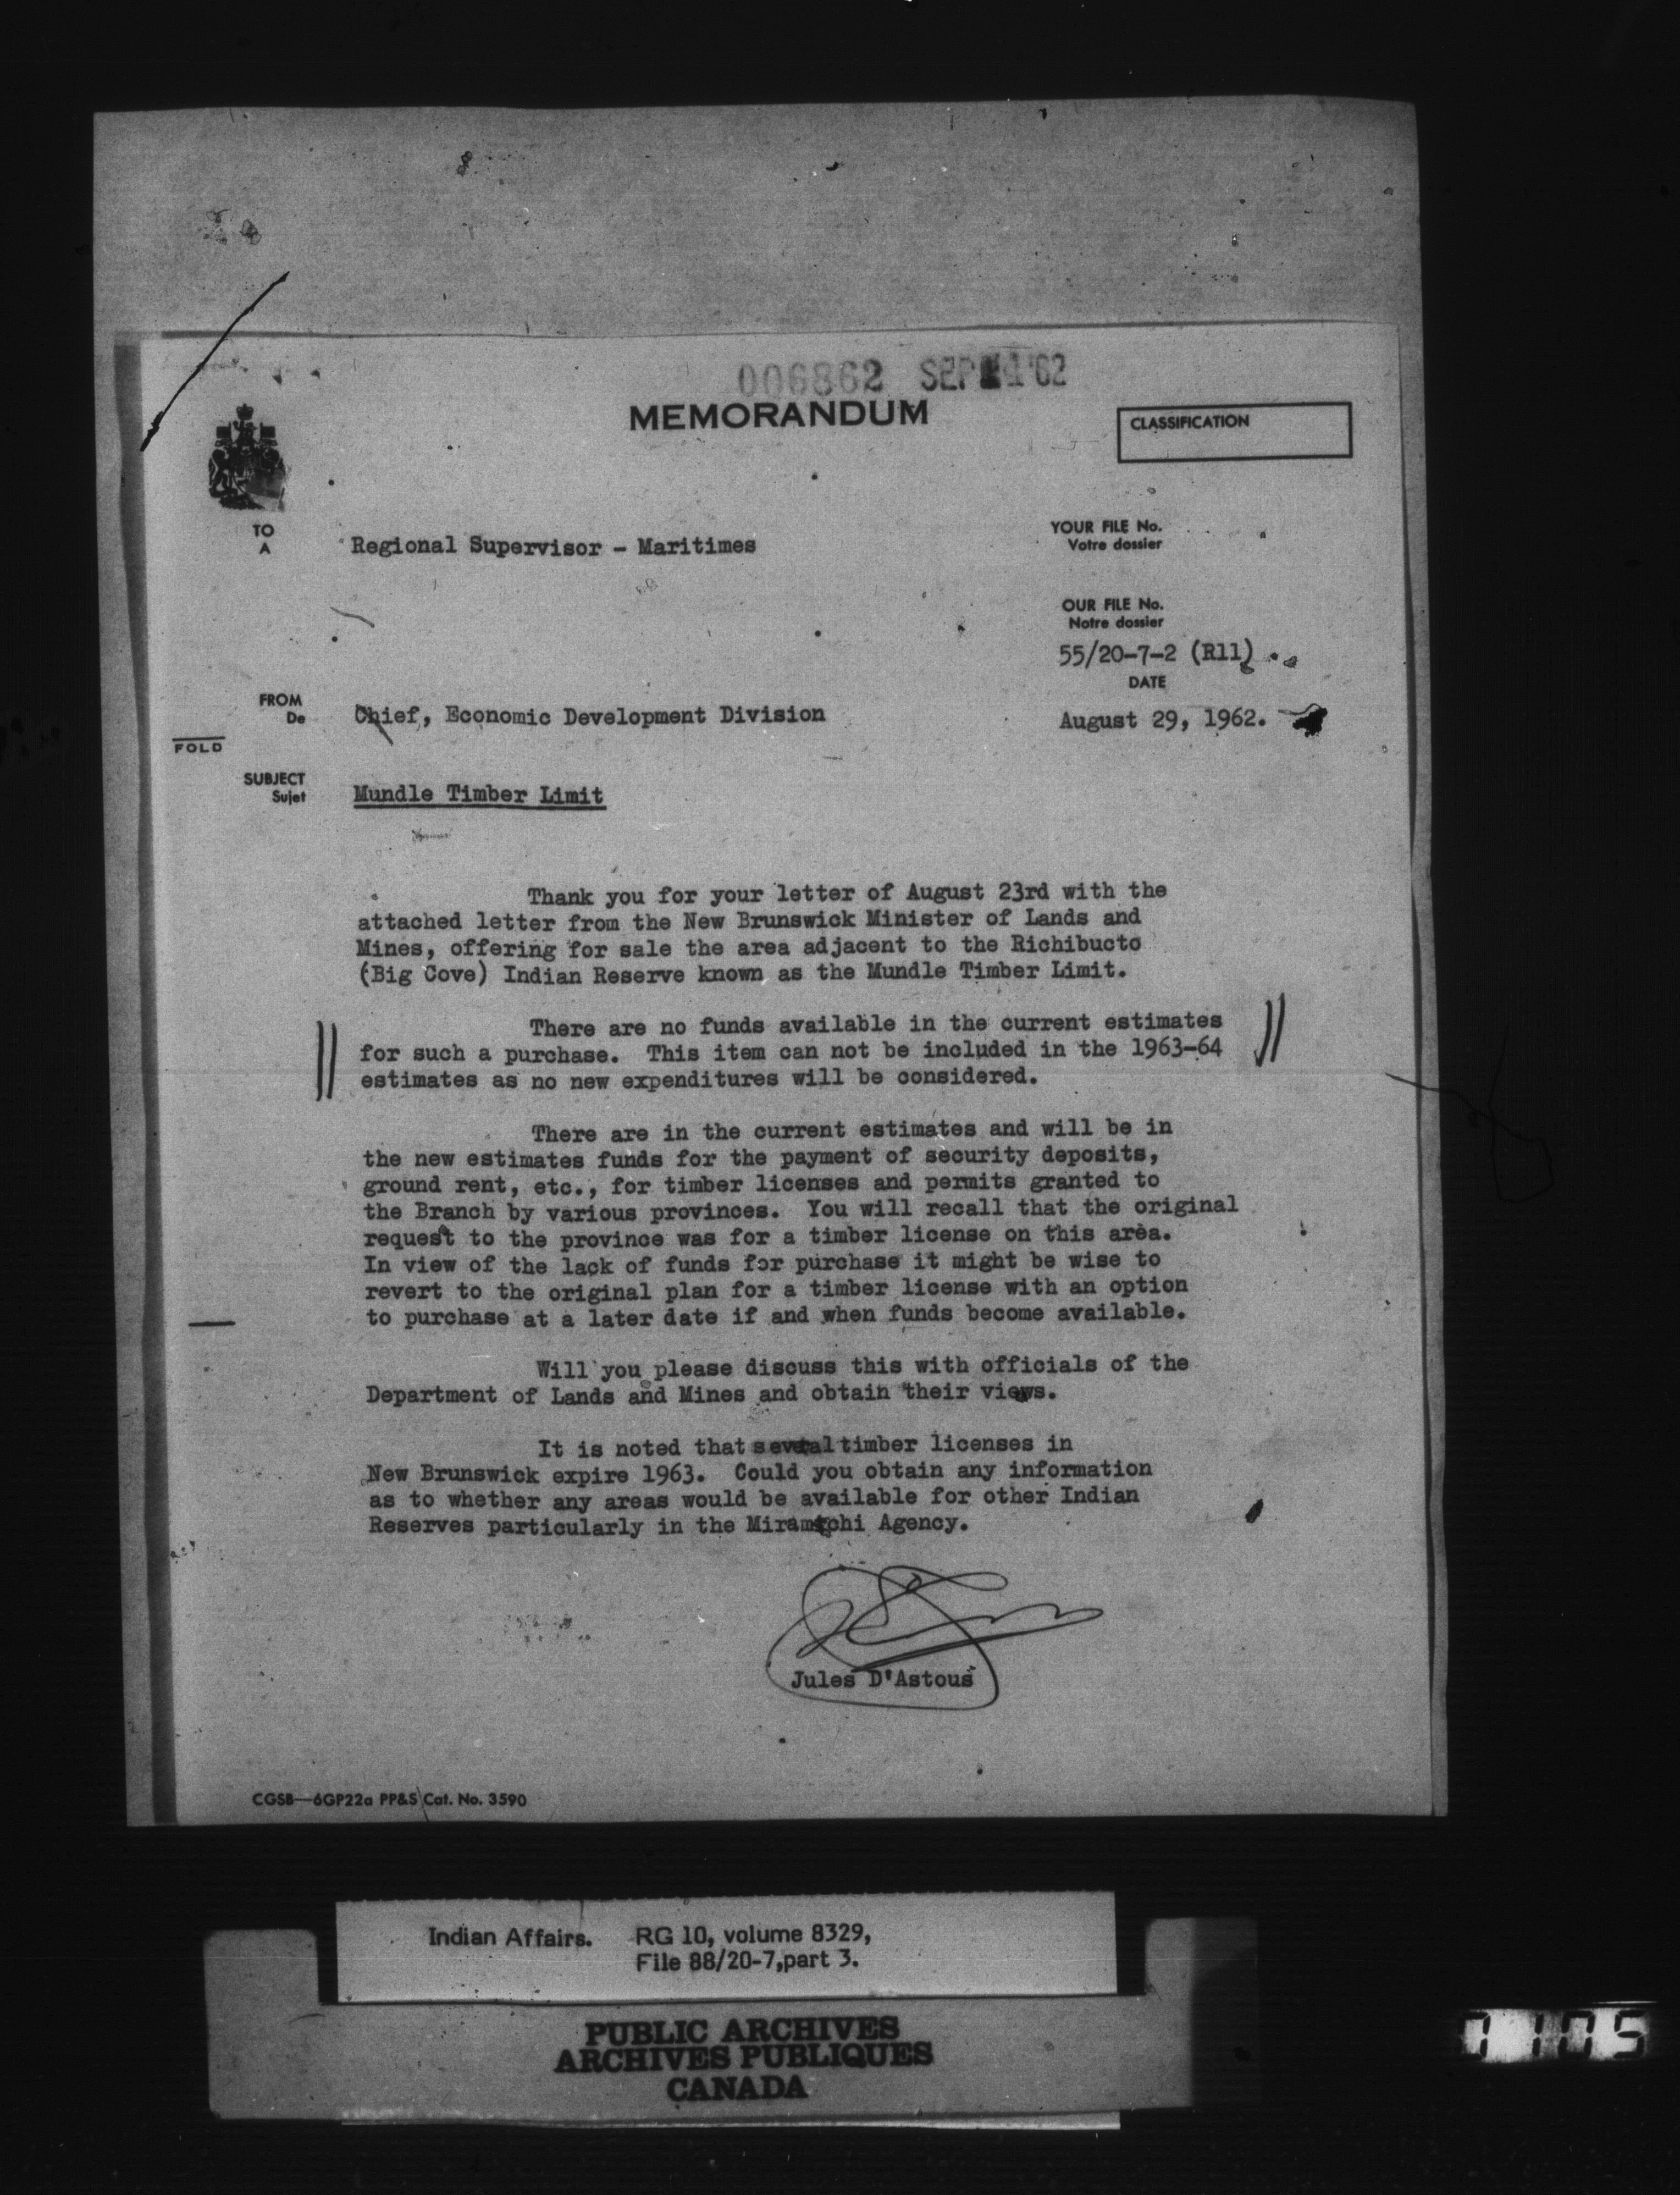 006862 SEP 4 '62
MEMORANDUM
CLASSIFICATION
TO
A
Regional Supervisor - Maritimes
YOUR FILE No.
Votre dossier
OUR FILE No.
Notre dossier
55/20-7-2 (R11)
DATE
FROM
De
Chief, Economic Development Division
August 29, 1962.
FOLD
SUBJECT
Sujet
Mundle Timber Limit
Thank you for your letter of August 23rd with the
attached letter from the New Brunswick Minister of Lands and
Mines, offering for sale the area adjacent to the Richibucto
(Big Cove) Indian Reserve known as the Mundle Timber Limit.
There are no funds available in the current estimates
for such a purchase. This item can not be included in the 1963-64
estimates as no new expenditures will be considered.
There are in the current estimates and will be in
the new estimates funds for the payment of security deposits,
ground rent, etc., for timber licenses and permits granted to
the Branch by various provinces. You will recall that the original
request to the province was for a timber license on this area.
In view of the lack of funds for purchase it might be wise to
revert to the original plan for a timber license with an option
to purchase at a later date if and when funds become available.
Will you please discuss this with officials of the
Department of Lands and Mines and obtain their views.
It is noted that several timber licenses in
New Brunswick expire 1963. Could you obtain any information
as to whether any areas would be available for other Indian
Reserves particularly in the Miramichi Agency.
Jules D'Astous
CGSB—6GP22a PP&S Cat. No. 3590
Indian Affairs. RG 10, volume 8329,
File 88/20-7,part 3.
PUBLIC ARCHIVES
ARCHIVES PUBLIQUES
CANADA